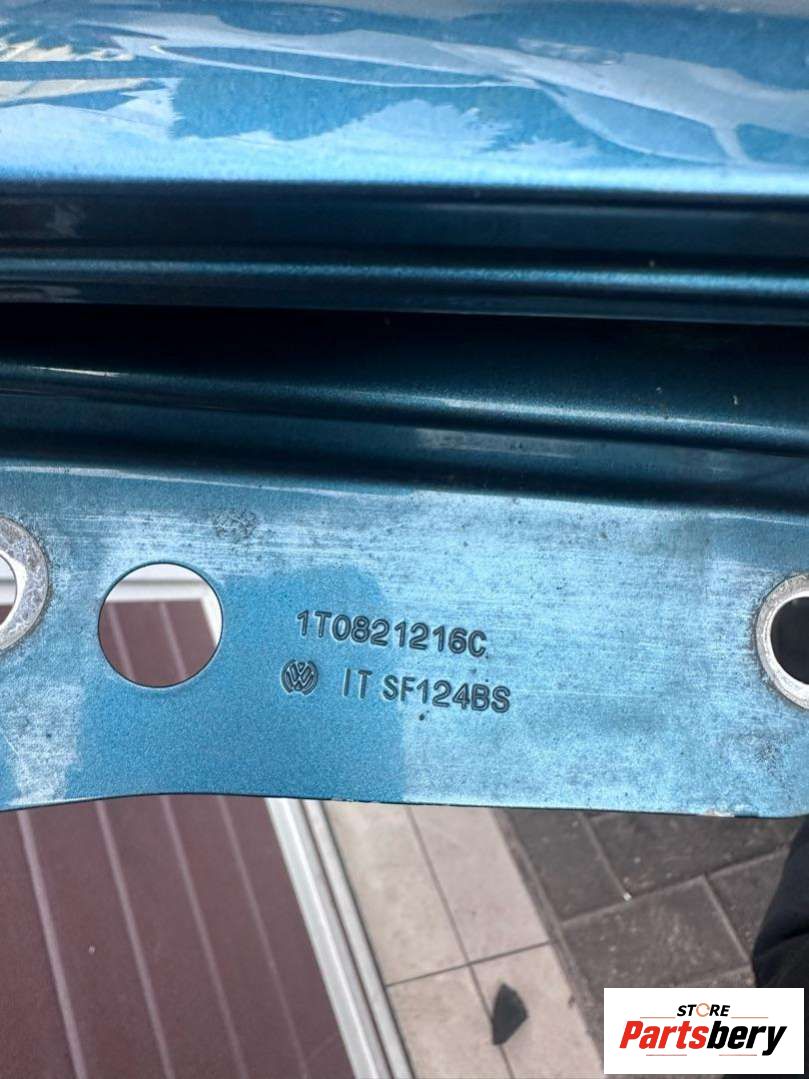 1T0821216C
IT SF124BS
STORE
Partsbery